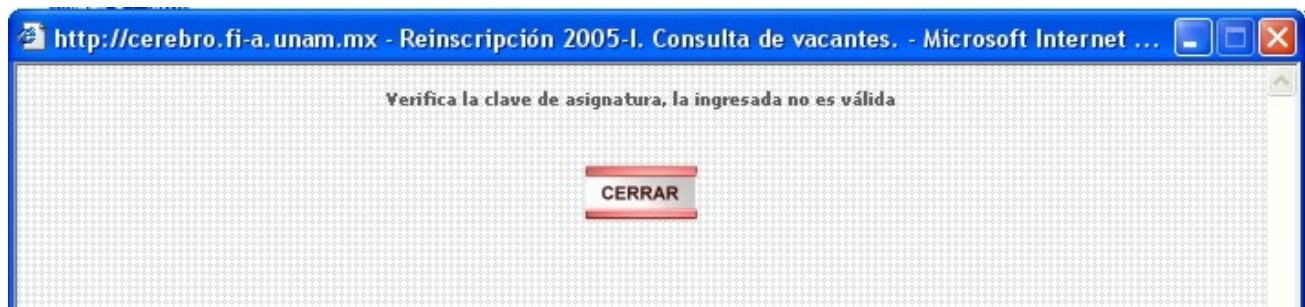 http://cerebro.fi-a.unam.mx - Reinscripción 2005-I. Consulta de vacantes. - Microsoft Internet ...
Verifica la clave de asignatura, la ingresada no es válida
CERRAR